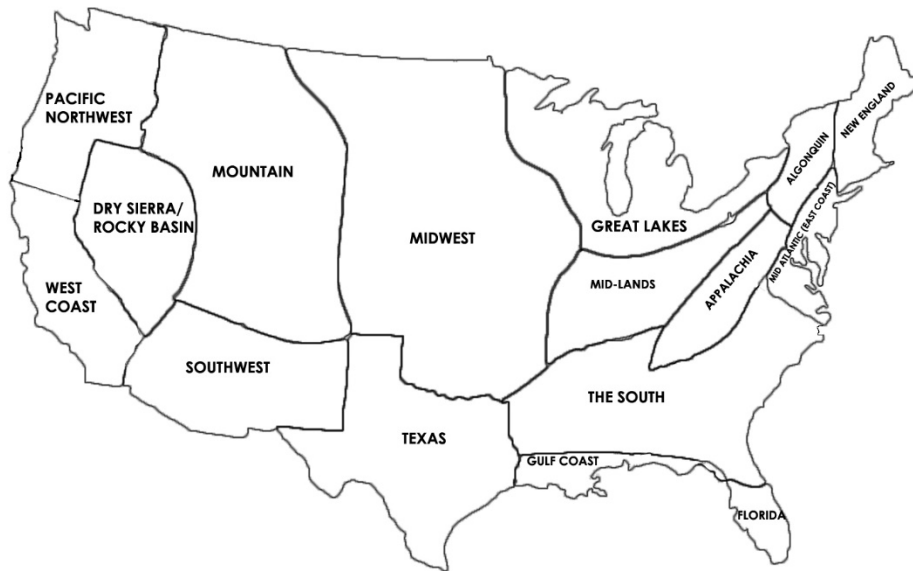 PACIFIC
NORTHWEST
MOUNTAIN
DRY SIERRA/
ROCKY BASIN
WEST
COAST
SOUTHWEST
MIDWEST
TEXAS
GREAT LAKES
MID-LANDS
APPALACHIA
ALGONQUIN
NEW ENGLAND
MID ATLANTIC (EAST COAST)
THE SOUTH
GULF COAST
FLORIDA